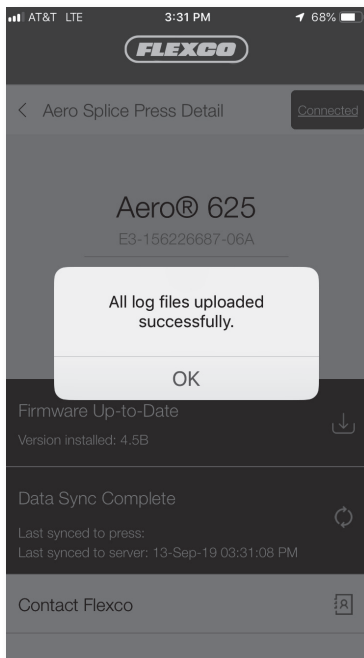 AT&T LTE 3:31 PM 68%
FLEXCO
Aero Splice Press Detail Connected
Aero® 625
E3-156226687-06A
All log files uploaded
successfully.
OK
Firmware Up-to-Date
Version installed: 4.5B
Data Sync Complete
Last synced to press:
Last synced to server: 13-Sep-19 03:31:08 PM
Contact Flexco